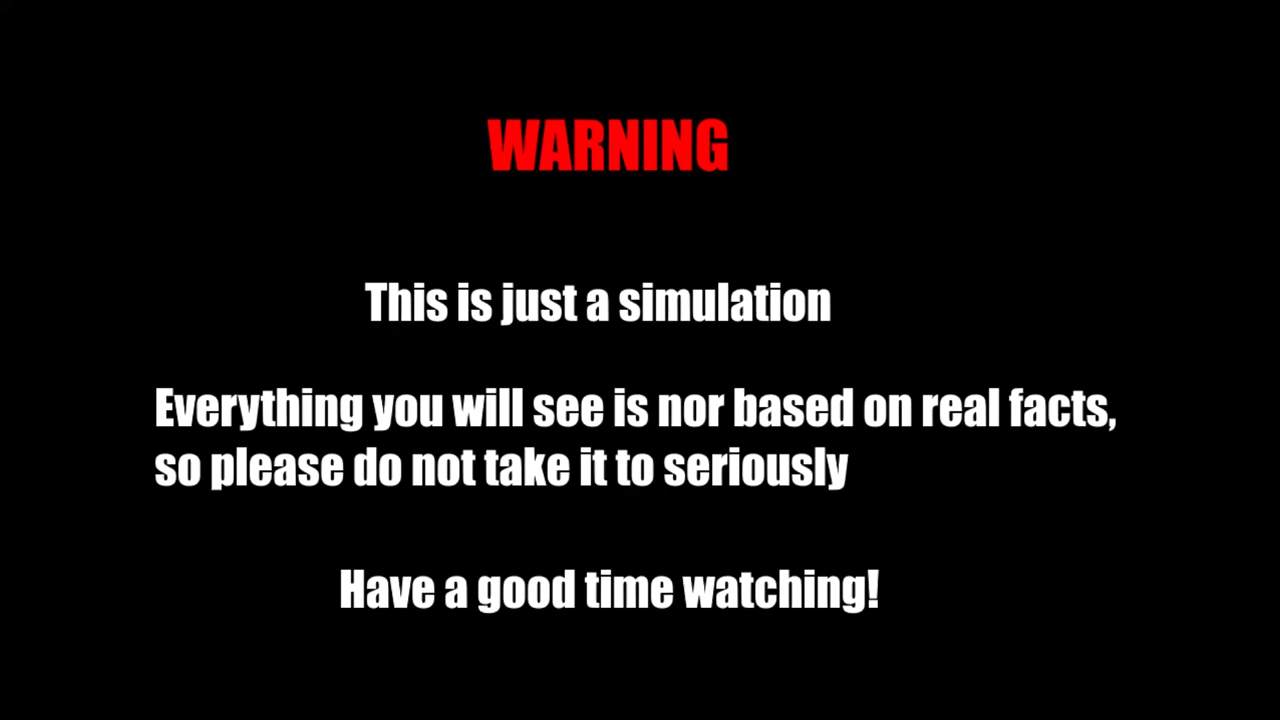 WARNING
This is just a simulation
Everything you will see is nor based on real facts,
so please do not take it to seriously
Have a good time watching!